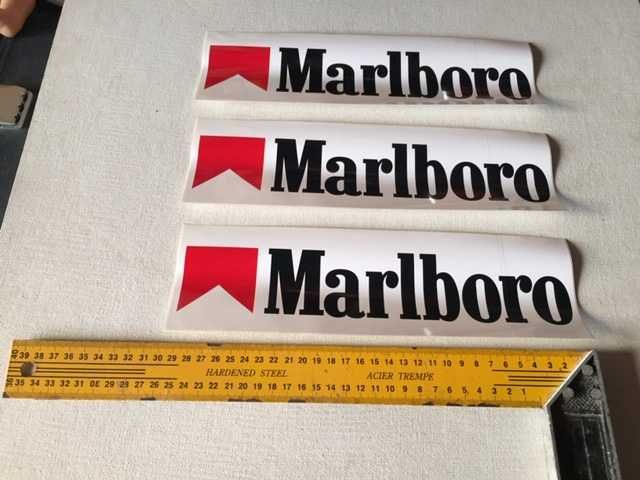 Marlboro
Marlboro
Marlboro
40 39 38 37 36 35 34 33 32 31 30 29 28 27 26 25 24 23 22 21 20 19 18 17 16 15 14 13 12 11 10 9 8 7 6 5 4 3 2
HARDENED STEEL ACIER TREMPE
35 34 33 32 31 30 29 28 27 26 25 24 23 22 21 20 19 18 17 16 15 14 13 12 11 10 9 8 7 6 5 4 3 2 1